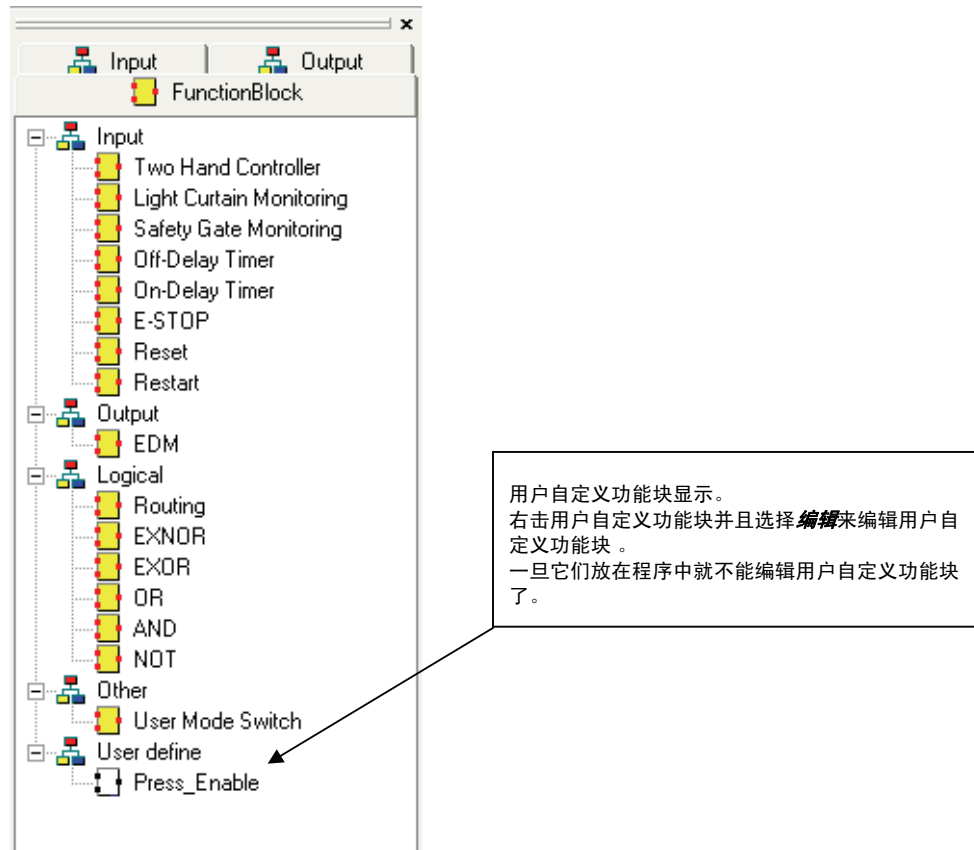 Input
Output
FunctionBlock
Input
Two Hand Controller
Light Curtain Monitoring
Safety Gate Monitoring
Off-Delay Timer
On-Delay Timer
E-STOP
Reset
Restart
Output
EDM
Logical
Routing
EXNOR
EXOR
OR
AND
NOT
Other
User Mode Switch
User define
Press_Enable
用户自定义功能块显示。
右击用户自定义功能块并且选择编辑来编辑用户自
定义功能块 。
一旦它们放在程序中就不能编辑用户自定义功能块
了。